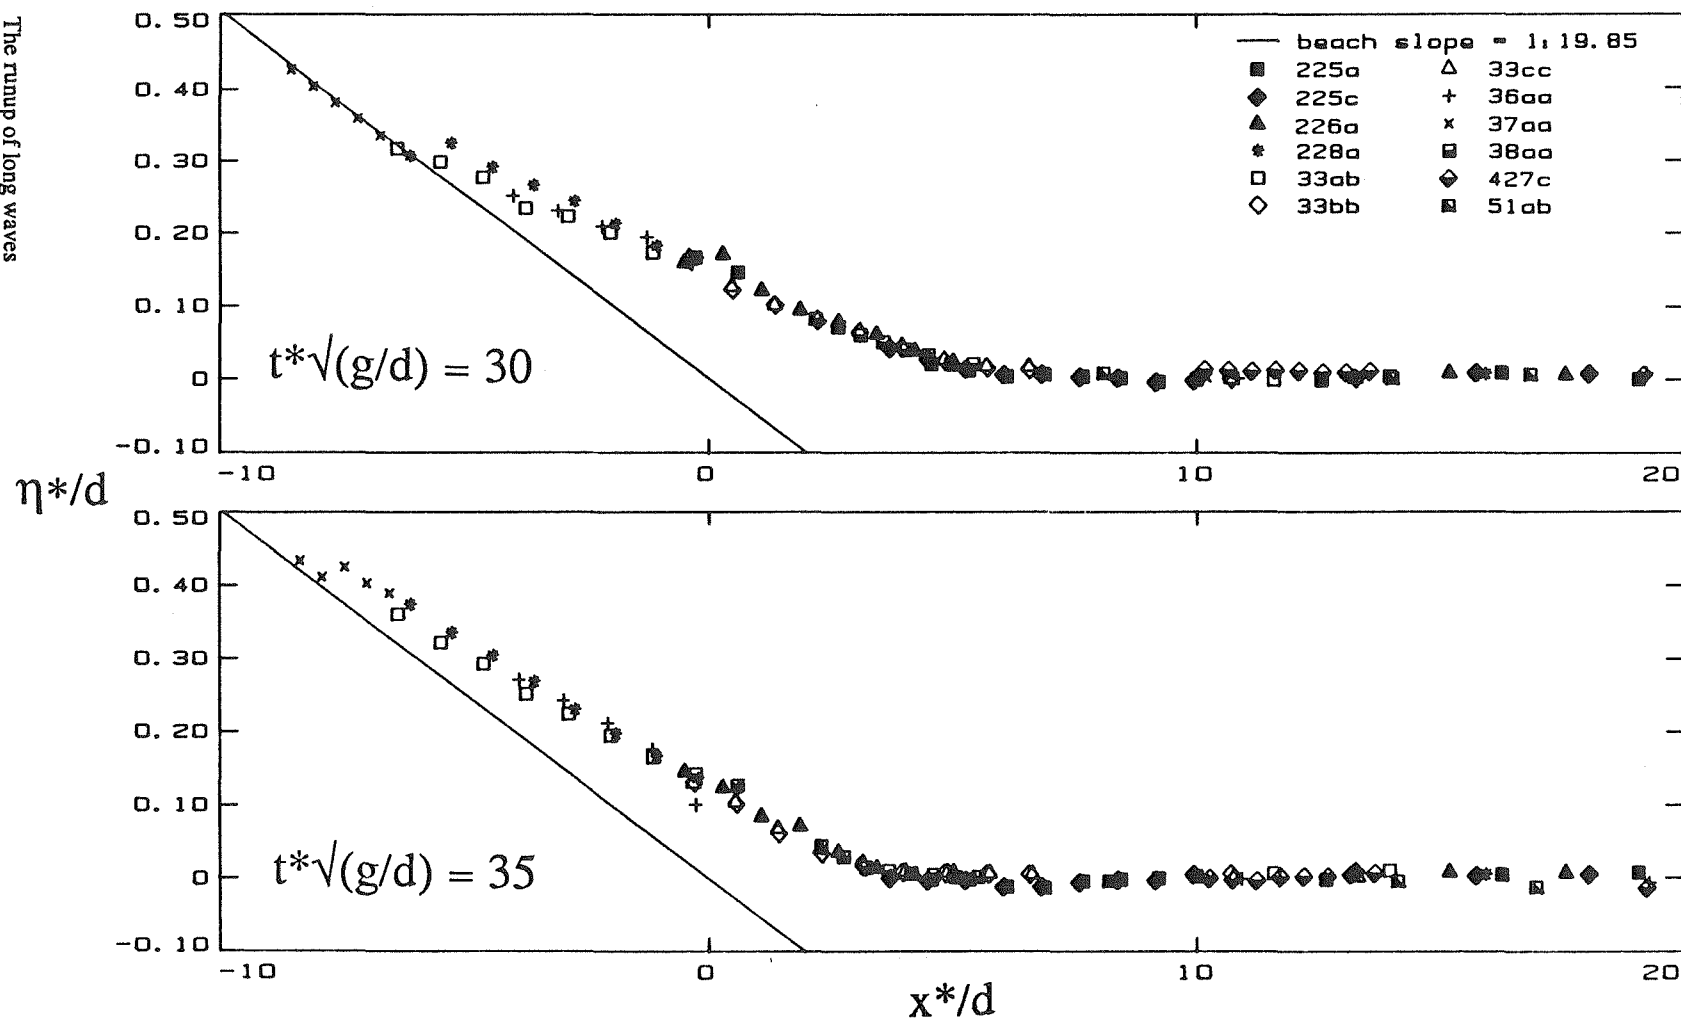 The runup of long waves
0.50
0.40
0.30
0.20
0.10
0
-0.10
-10
0
10
20
beach slope = 1:19.85
225a
33cc
225c
36aa
226a
37aa
228a
38aa
33ab
427c
33bb
51ab
t*√(g/d) = 30
η*/d
0.50
0.40
0.30
0.20
0.10
0
-0.10
-10
0
10
20
t*√(g/d) = 35
x*/d